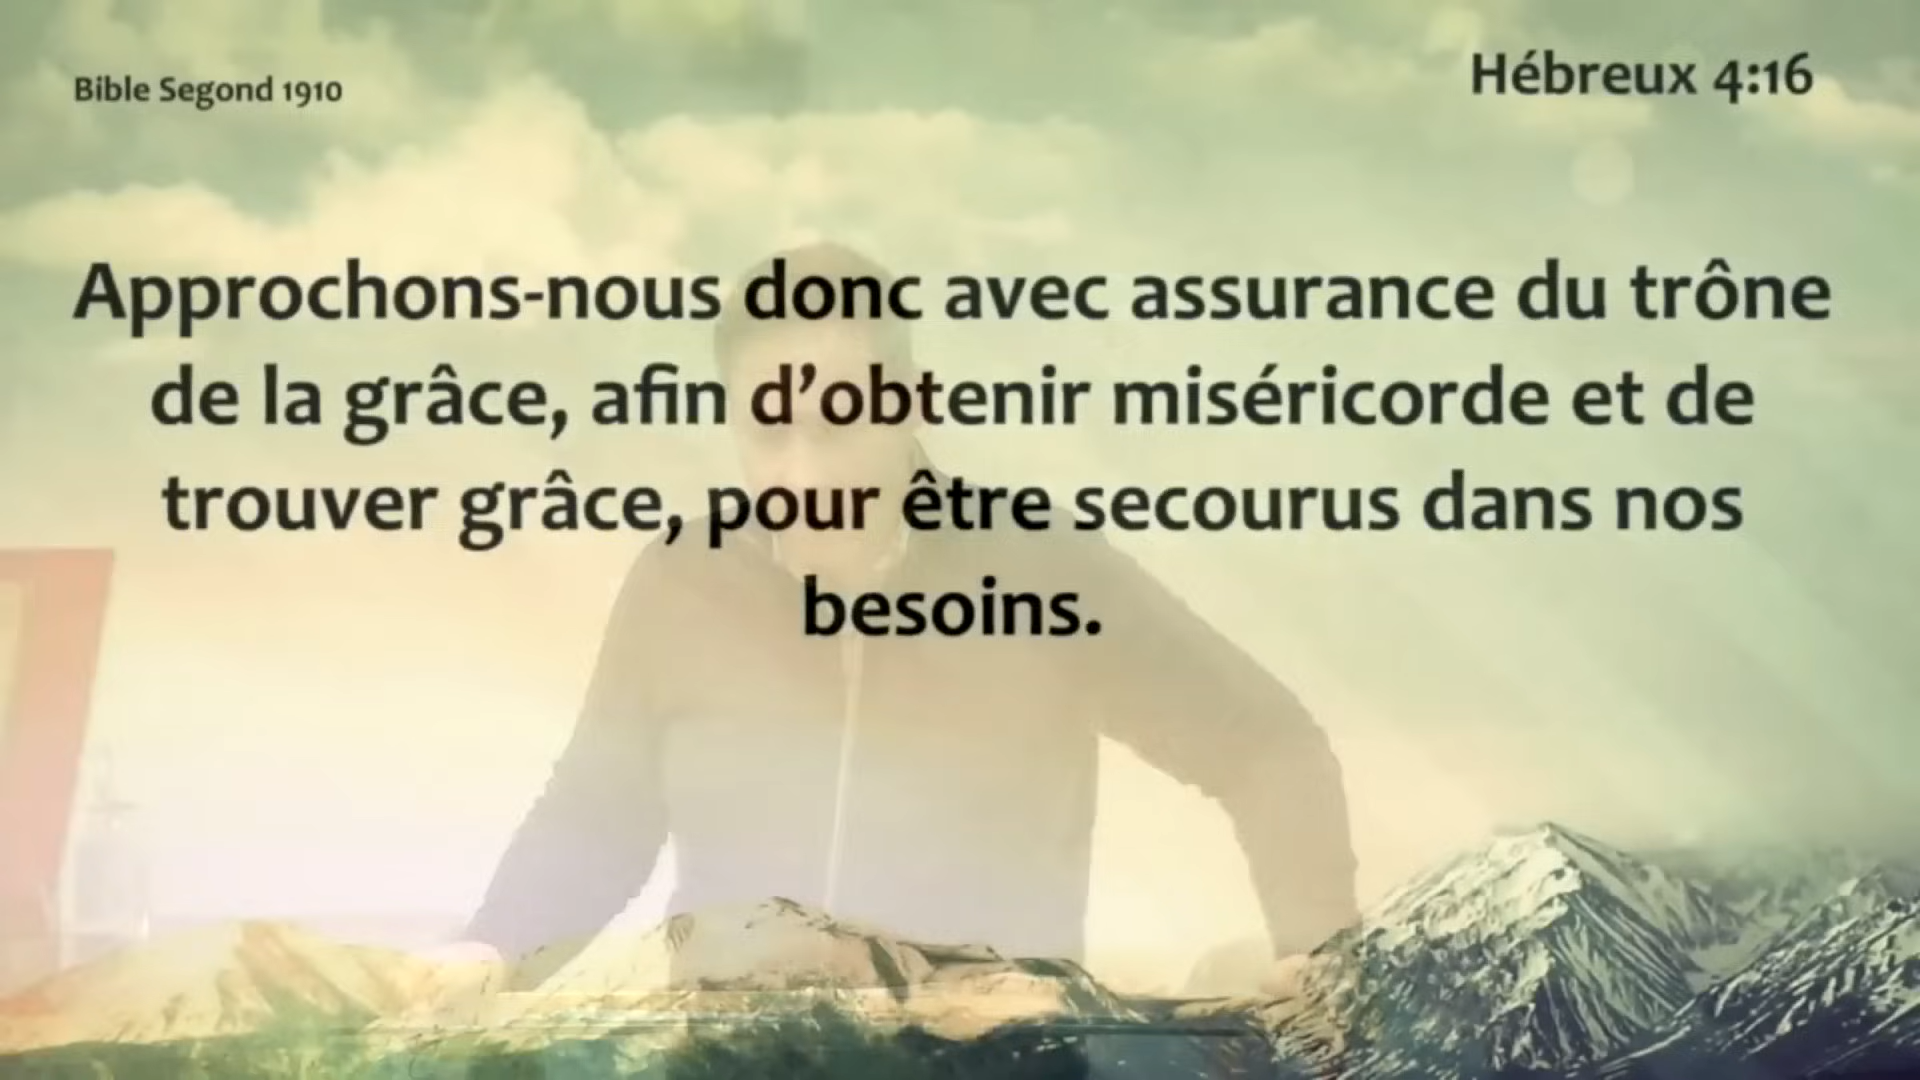 Bible Segond 1910
Hébreux 4:16
Approchons-nous donc avec assurance du trône
de la grâce, afin d’obtenir miséricorde et de
trouver grâce, pour être secourus dans nos
besoins.